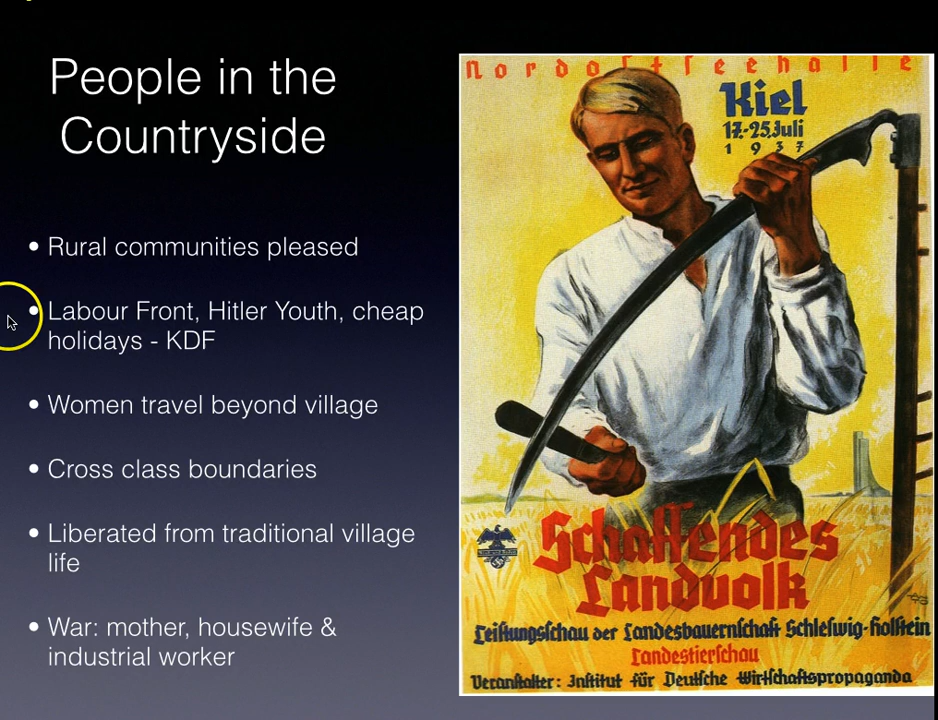 People in the
Countryside
• Rural communities pleased
• Labour Front, Hitler Youth, cheap
holidays - KDF
• Women travel beyond village
• Cross class boundaries
• Liberated from traditional village
life
• War: mother, housewife &
industrial worker
Nordostseehalle
Kiel
17.-25.Juli
1937
Schaffendes
Landvolk
Leistungsschau der Landesbauernschaft Schleswig-Holstein
Landestierschau
Veranstalter: Institut für Deutsche Wirtschaftspropaganda